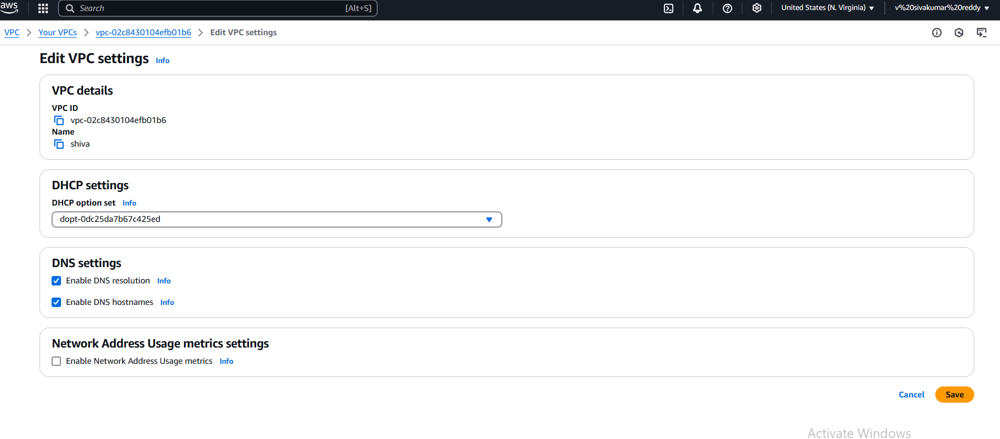 aws Search [Alt+S] United States (N. Virginia) v%20sivakumar%20reddy
VPC Your VPCs vpc-02c8430104efb01b6 Edit VPC settings
Edit VPC settings Info
VPC details
VPC ID
vpc-02c8430104efb01b6
Name
shiva
DHCP settings
DHCP option set Info
dopt-0dc25da7b67c425ed
DNS settings
Enable DNS resolution Info
Enable DNS hostnames Info
Network Address Usage metrics settings
Enable Network Address Usage metrics Info
Cancel Save
Activate Windows